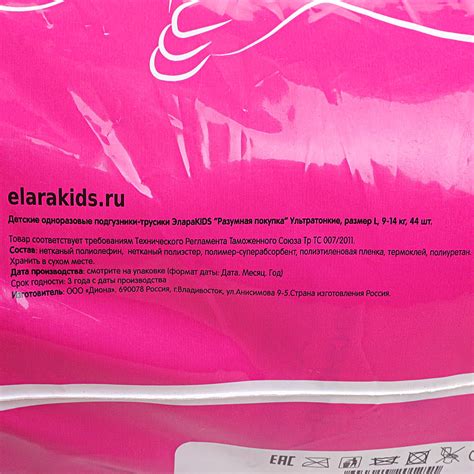 elarakids.ru
Детские одноразовые подгузники-трусики ЭлараKIDS "Разумная покупка" Ультратонкие, размер L, 9-14 кг, 44 шт.
Товар соответствует требованиям Технического Регламента Таможенного Союза Тр ТС 007/2011.
Состав: нетканый полиолефин, нетканый полиэстер, полимер-суперабсорбент, полиэтиленовая пленка, термоклей, полиуретан.
Хранить в сухом месте.
Дата производства: смотрите на упаковке (формат даты: Дата. Месяц. Год)
Срок годности: 3 года с даты производства
Изготовитель: ООО «Диона». 690078 Россия, г.Владивосток, ул.Анисимова 9-5.Страна изготовления Россия.
EAC